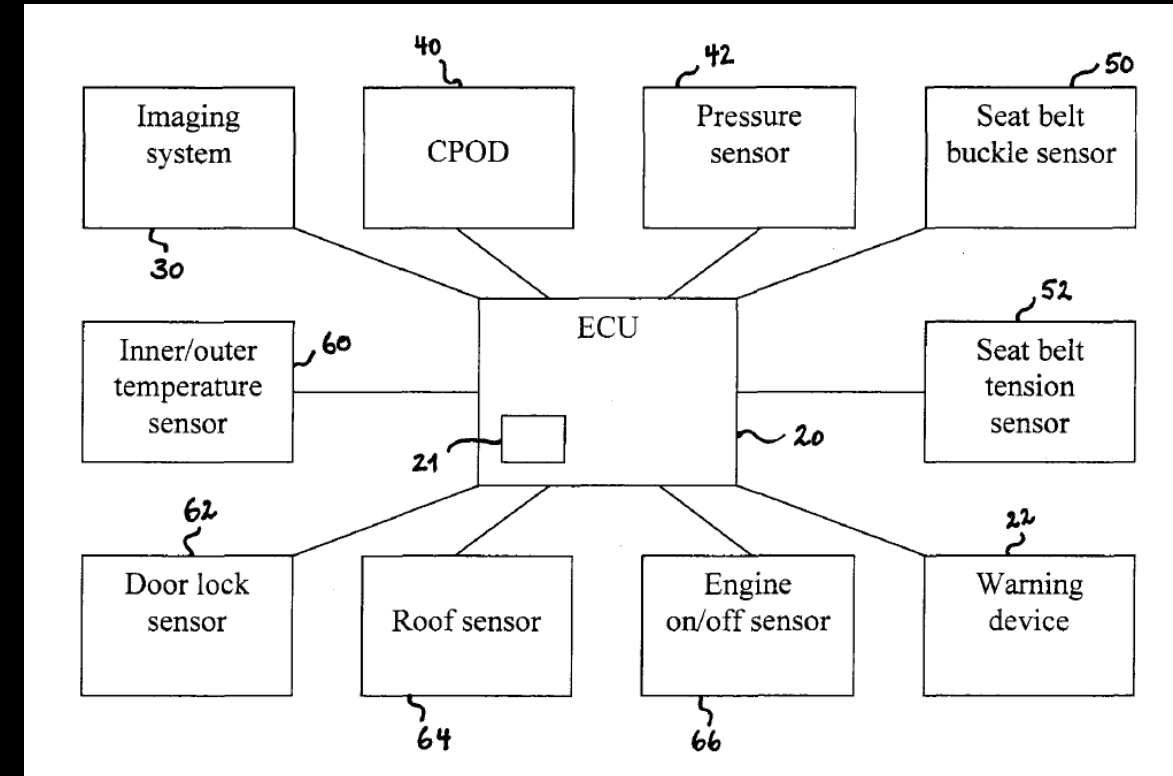 40
42
50
Imaging
system
CPOD
Pressure
sensor
Seat belt
buckle sensor
30
52
ECU
60
Inner/outer
temperature
sensor
Seat belt
tension
sensor
21
20
62
22
Door lock
sensor
Roof sensor
Engine
on/off sensor
Warning
device
64
66